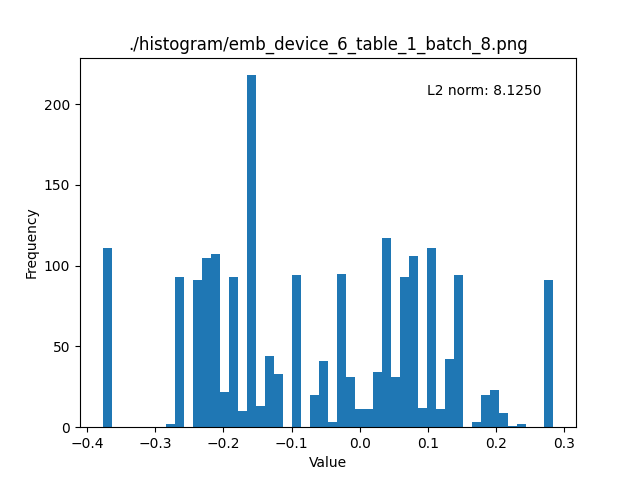 ./histogram/emb_device_6_table_1_batch_8.png
L2 norm: 8.1250
200
150
100
50
0
Frequency
−0.4 −0.3 −0.2 −0.1 0.0 0.1 0.2 0.3
Value